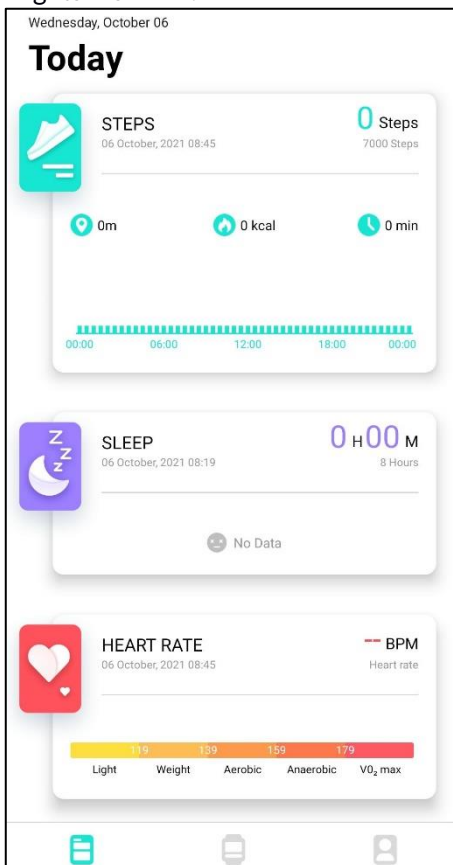 Wednesday, October 06
Today
STEPS
0 Steps
06 October, 2021 08:45
7000 Steps
0m
0 kcal
0 min
00:00 06:00 12:00 18:00 00:00
Z
Z
Z
SLEEP
0 H 00 M
06 October, 2021 08:19
8 Hours
No Data
HEART RATE
-- BPM
06 October, 2021 08:45
Heart rate
119 139 159 179
Light Weight Aerobic Anaerobic V0₂ max